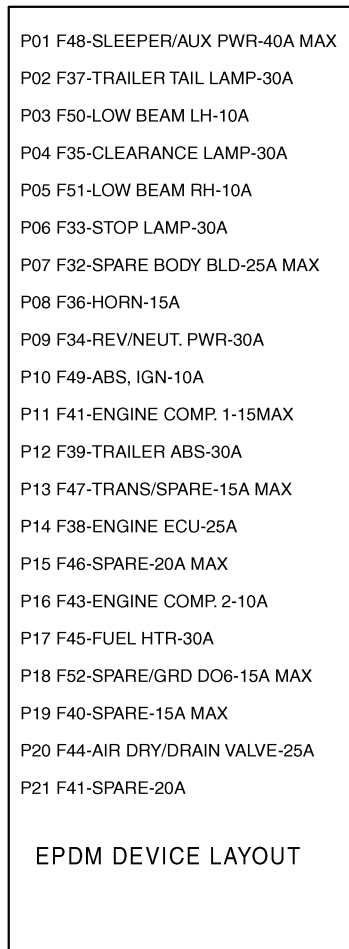 P01 F48-SLEEPER/AUX PWR-40A MAX
P02 F37-TRAILER TAIL LAMP-30A
P03 F50-LOW BEAM LH-10A
P04 F35-CLEARANCE LAMP-30A
P05 F51-LOW BEAM RH-10A
P06 F33-STOP LAMP-30A
P07 F32-SPARE BODY BLD-25A MAX
P08 F36-HORN-15A
P09 F34-REV/NEUT. PWR-30A
P10 F49-ABS, IGN-10A
P11 F41-ENGINE COMP. 1-15MAX
P12 F39-TRAILER ABS-30A
P13 F47-TRANS/SPARE-15A MAX
P14 F38-ENGINE ECU-25A
P15 F46-SPARE-20A MAX
P16 F43-ENGINE COMP. 2-10A
P17 F45-FUEL HTR-30A
P18 F52-SPARE/GRD DO6-15A MAX
P19 F40-SPARE-15A MAX
P20 F44-AIR DRY/DRAIN VALVE-25A
P21 F41-SPARE-20A
EPDM DEVICE LAYOUT